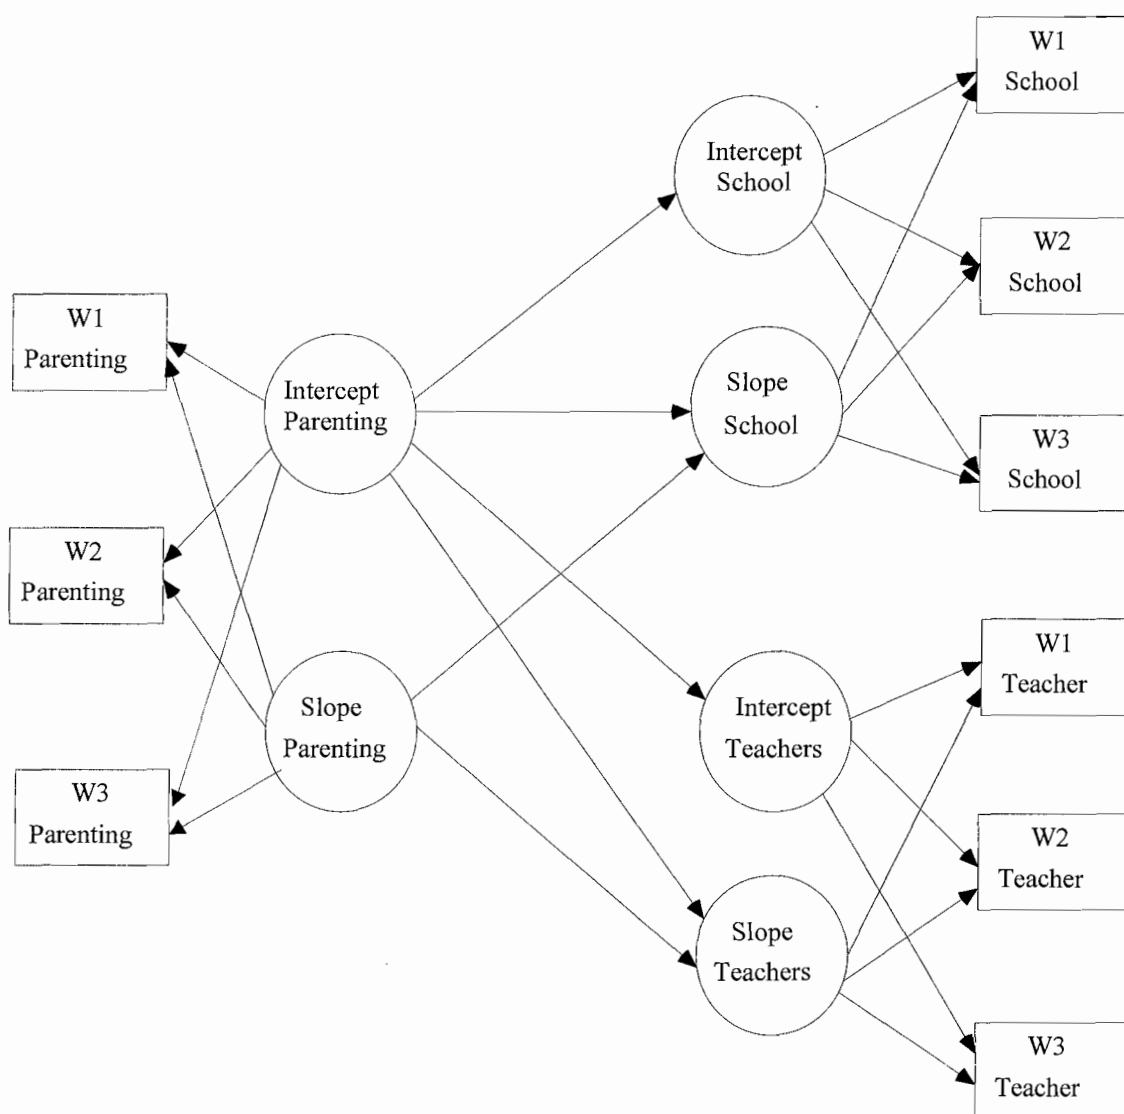 W1
School
Intercept
School
W2
School
W1
Parenting
Intercept
Parenting
Slope
School
W3
School
W2
Parenting
W1
Teacher
Slope
Parenting
Intercept
Teachers
W3
Parenting
W2
Teacher
Slope
Teachers
W3
Teacher